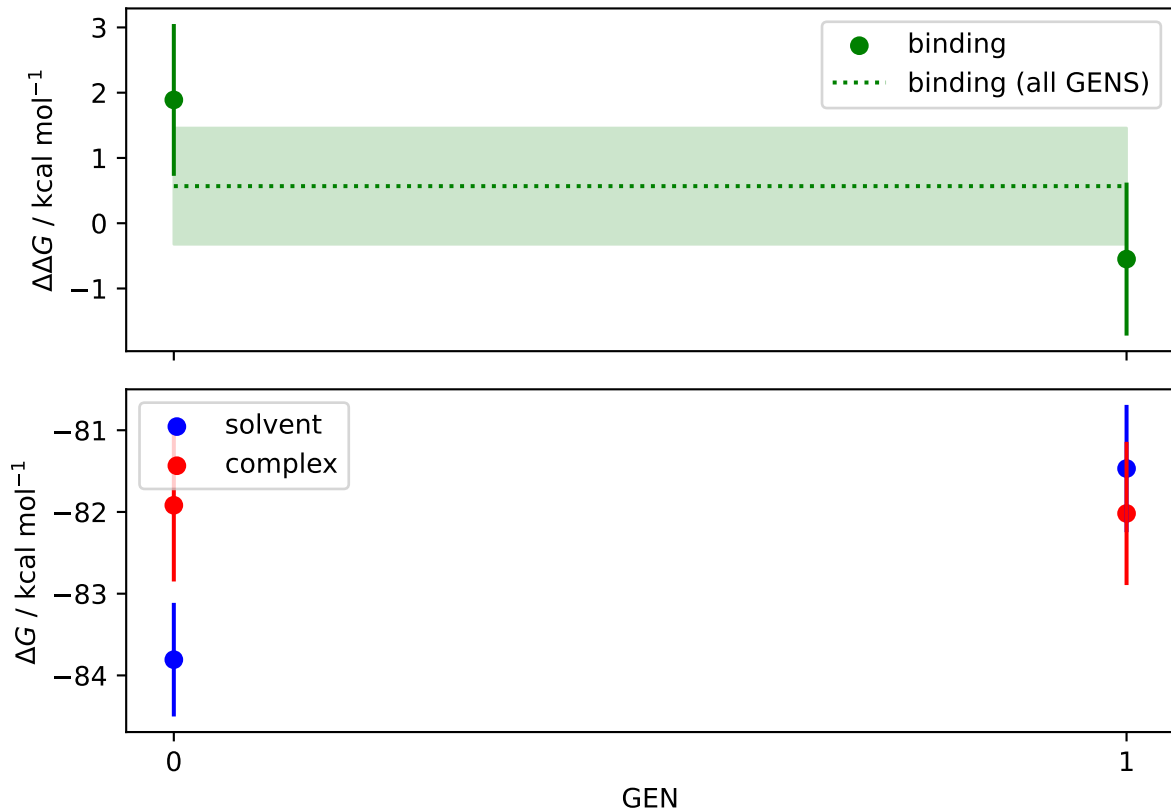 3
2
1
0
−1
ΔΔG / kcal mol⁻¹
binding
binding (all GENS)
−81
−82
−83
−84
ΔG / kcal mol⁻¹
solvent
complex
0
1
GEN